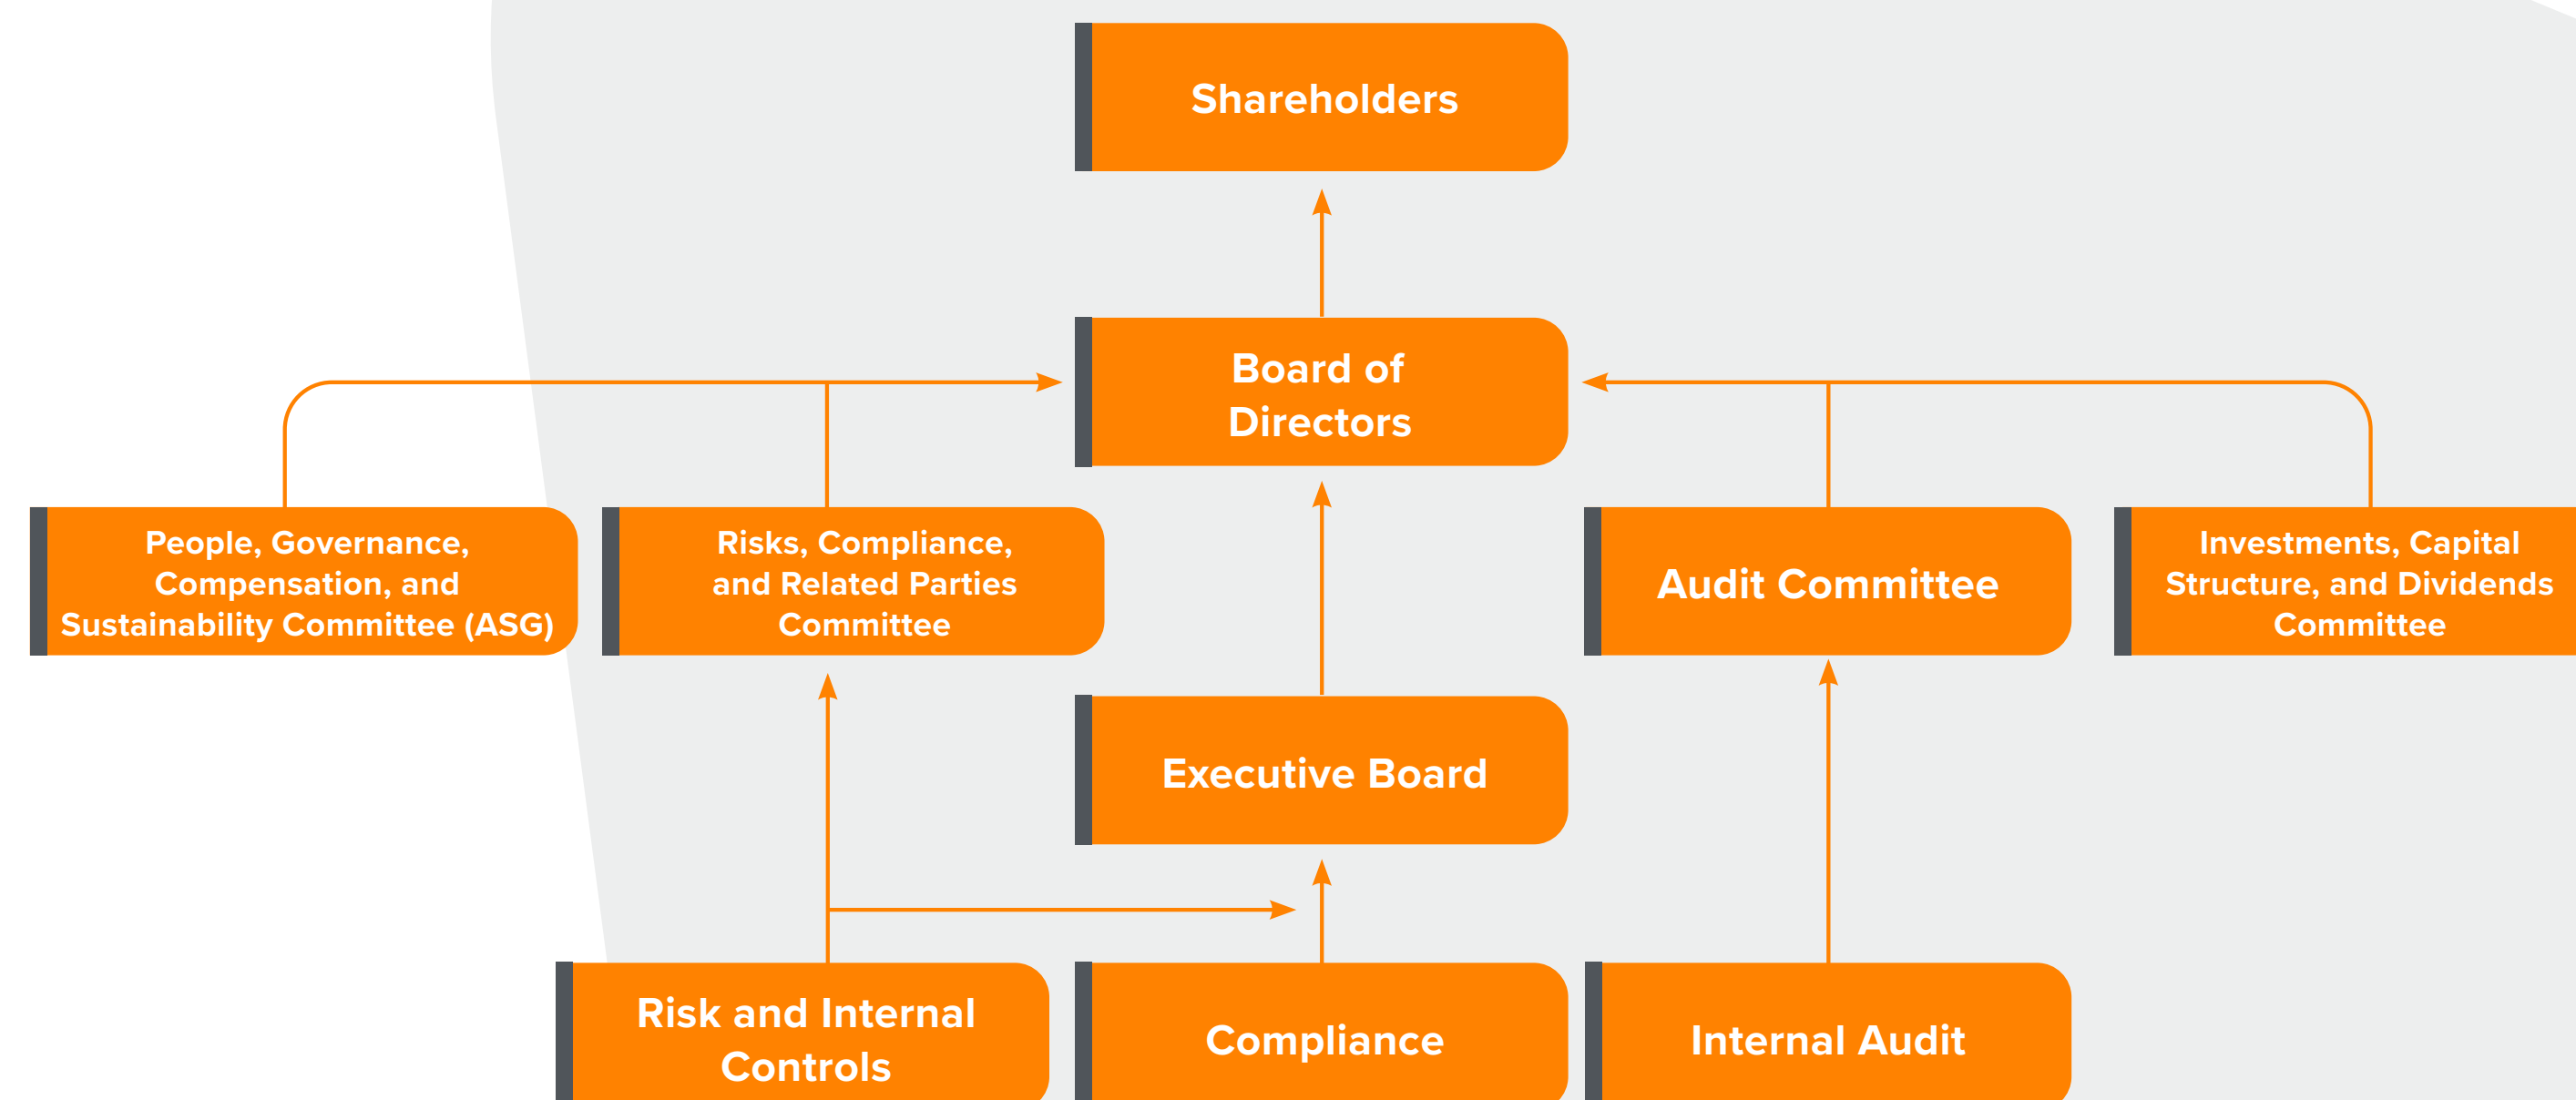 Shareholders
Board of
Directors
People, Governance,
Compensation, and
Sustainability Committee (ASG)
Risks, Compliance,
and Related Parties
Committee
Audit Committee
Investments, Capital
Structure, and Dividends
Committee
Executive Board
Risk and Internal
Controls
Compliance
Internal Audit